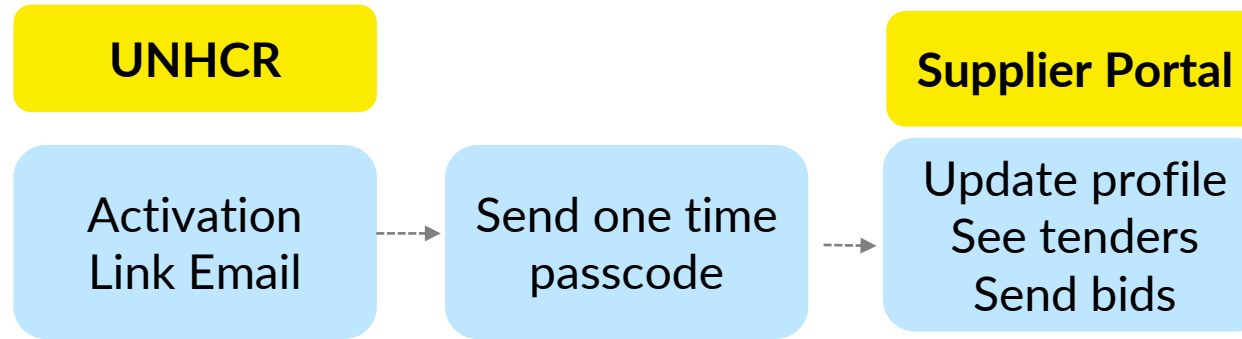 UNHCR
Supplier Portal
Activation
Link Email
Send one time
passcode
Update profile
See tenders
Send bids